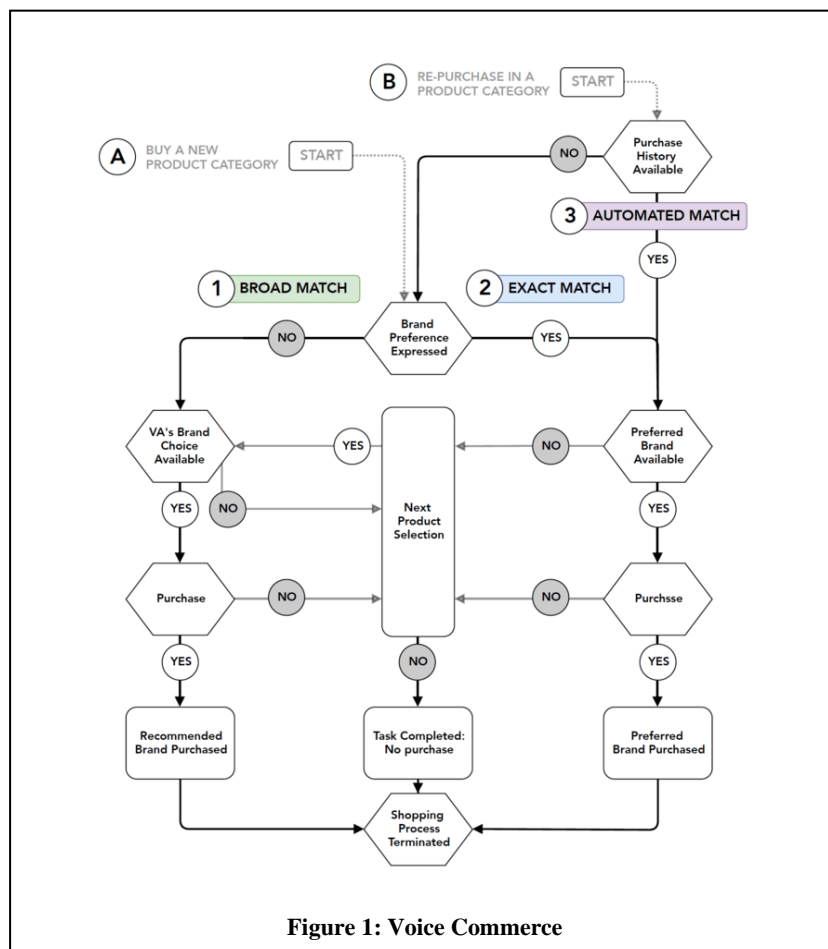 B
RE-PURCHASE IN A
PRODUCT CATEGORY
START
A
BUY A NEW
PRODUCT CATEGORY
START
NO
Purchase
History
Available
3
AUTOMATED MATCH
YES
1
BROAD MATCH
2
EXACT MATCH
NO
Brand
Preference
Expressed
YES
VA's Brand
Choice
Available
YES
NO
Preferred
Brand
Available
YES
NO
Next
Product
Selection
YES
Purchase
NO
NO
Purchsse
YES
NO
YES
Recommended
Brand Purchased
Task Completed:
No purchase
Preferred
Brand Purchased
Shopping
Process
Terminated
Figure 1: Voice Commerce